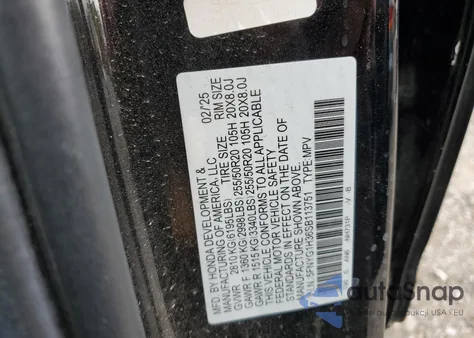 MFD. BY HONDA DEVELOPMENT & 02/'25
MANUFACTURING OF AMERICA, LLC
TIRE SIZE RIM SIZE
GVWR 2810 KG(6195LBS)
GAWR F 1360 KG(2998LBS) 255/50R20 105H 20X8.0J
GAWR R 1515 KG(3340LBS) 255/50R20 105H 20X8.0J
THIS VEHICLE CONFORMS TO ALL APPLICABLE
FEDERAL MOTOR VEHICLE SAFETY
STANDARDS IN EFFECT ON THE DATE OF
MANUFACTURE SHOWN ABOVE.
TYPE:MPV
autoSnap